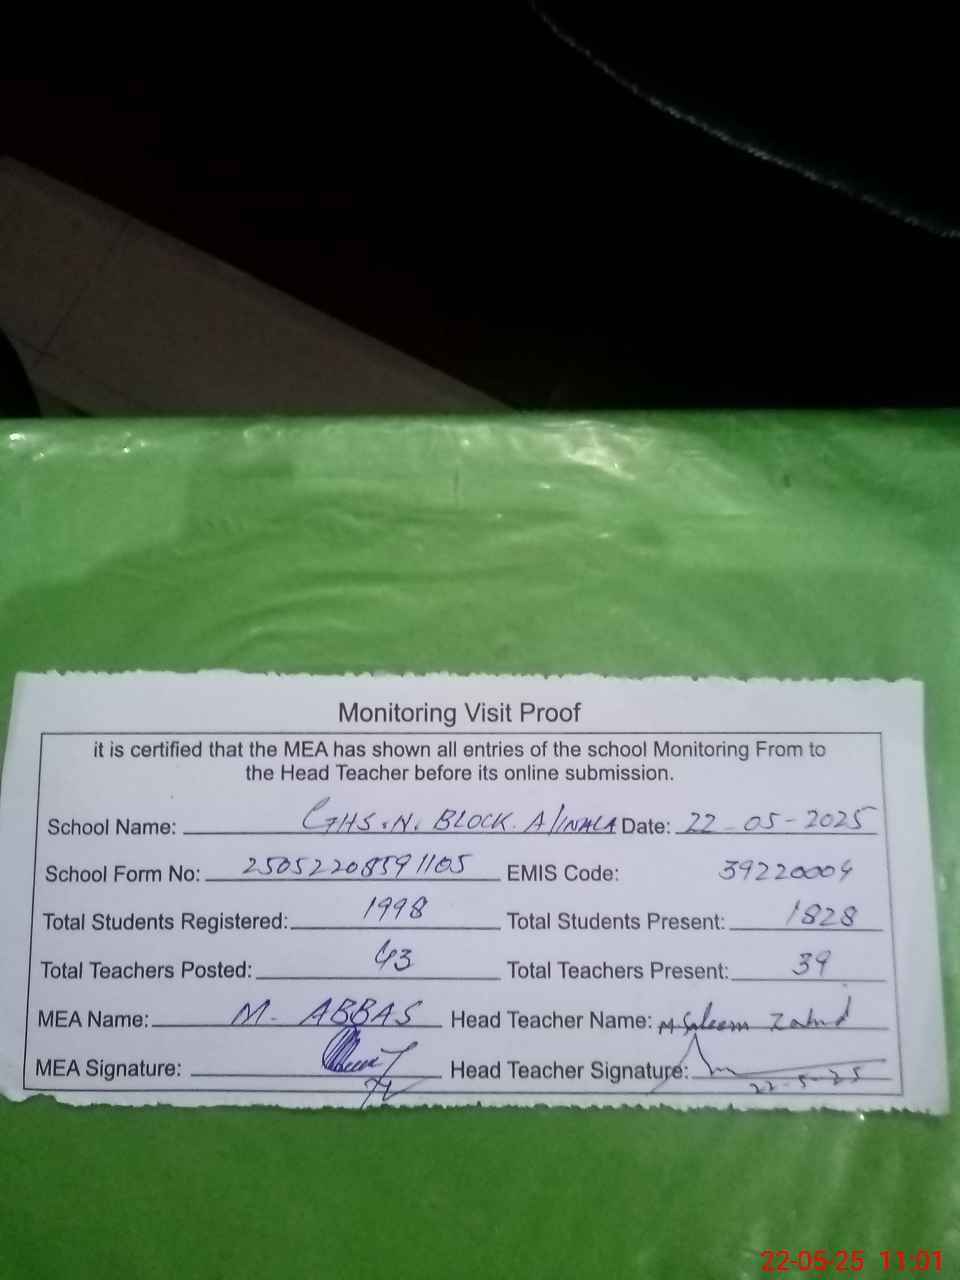 Monitoring Visit Proof
it is certified that the MEA has shown all entries of the school Monitoring From to
the Head Teacher before its online submission.
School Name: GHS.N. BLOCK. Date: 22-05-2025
School Form No: 25052208591105 EMIS Code: 39220004
Total Students Registered: 1998 Total Students Present: 1828
Total Teachers Posted: 43 Total Teachers Present: 39
MEA Name: M. ABBAS Head Teacher Name: M Saleem Zahid
MEA Signature: Head Teacher Signature:
22-5-25
22-05-25 11:01